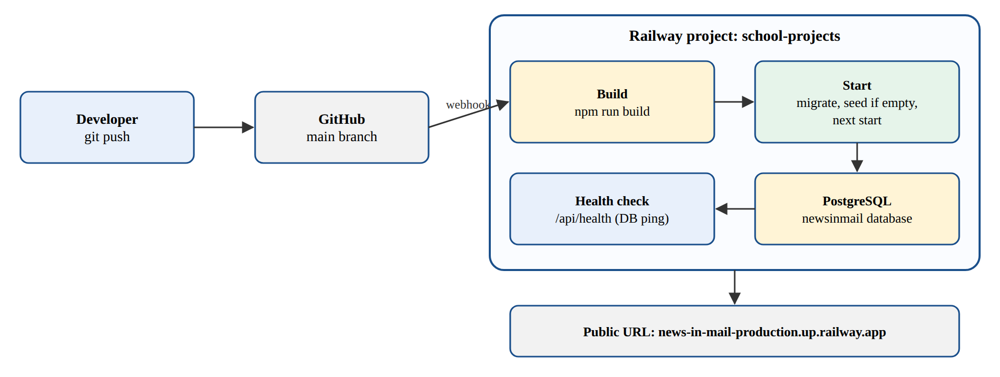 Railway project: school-projects
Developer
git push
GitHub
main branch
webhook
Build
npm run build
Start
migrate, seed if empty,
next start
Health check
/api/health (DB ping)
PostgreSQL
newsinmail database
Public URL: news-in-mail-production.up.railway.app